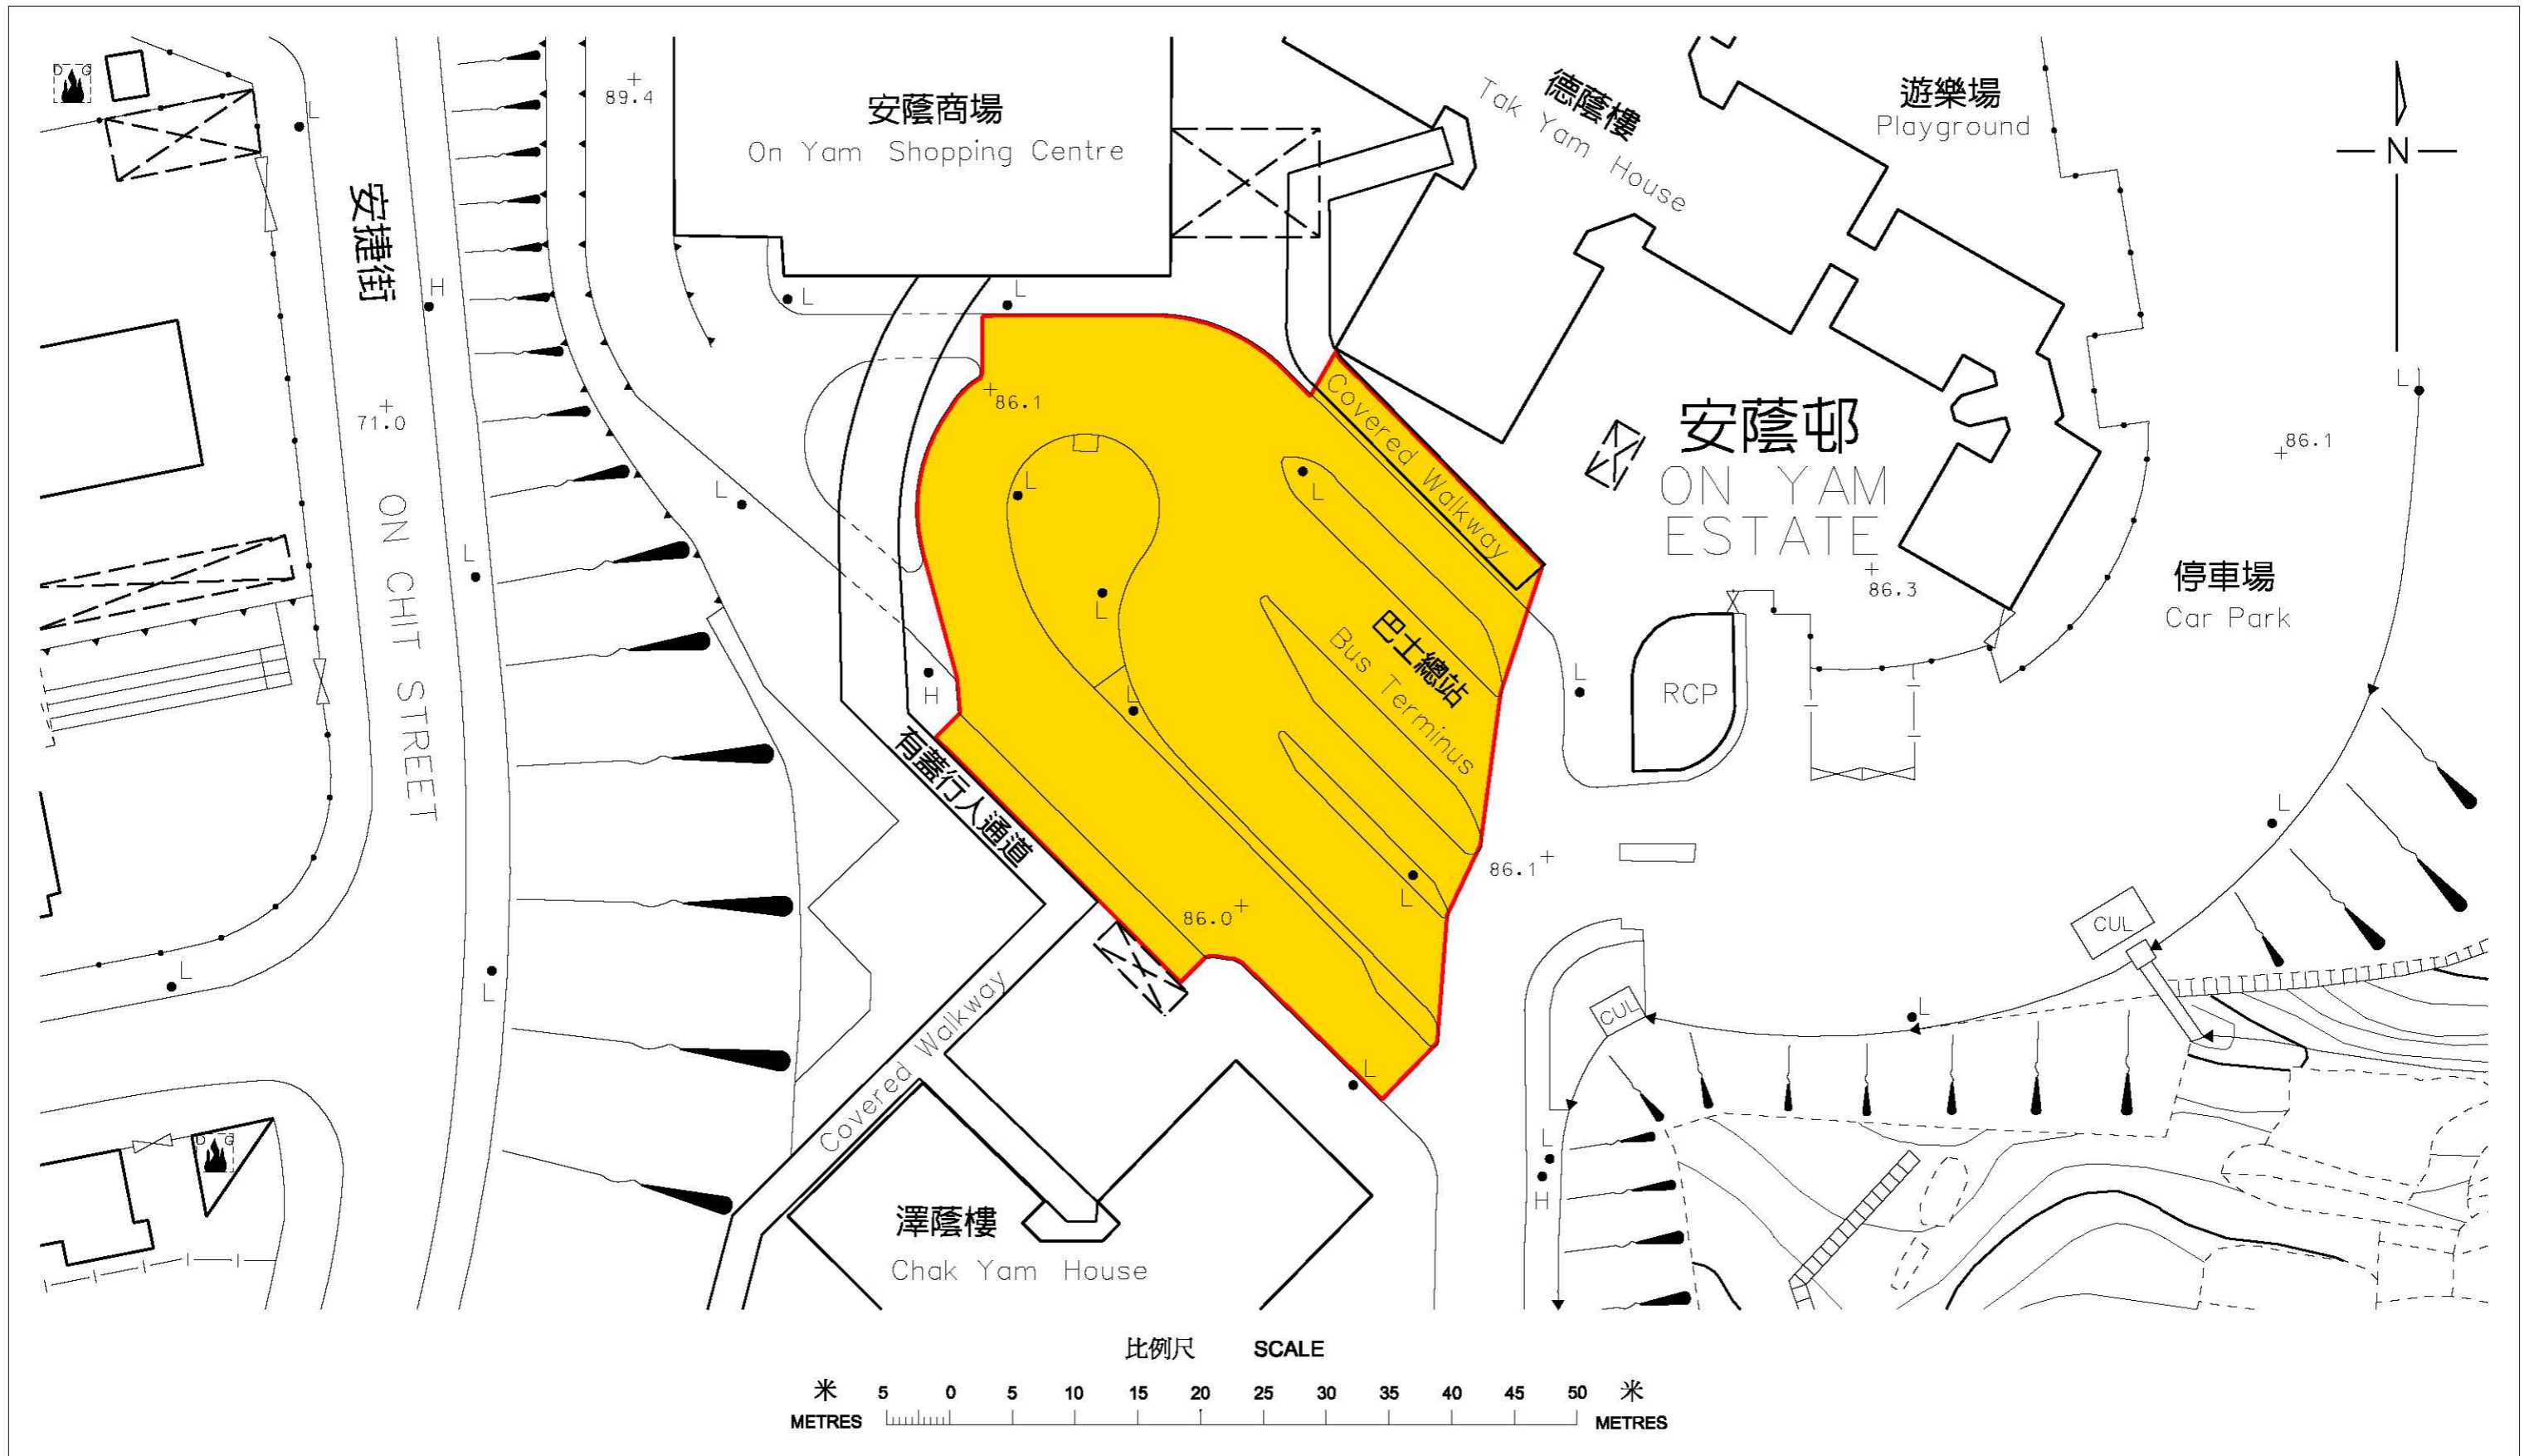 D G
L
89.4
安蔭商場
On Yam Shopping Centre
德蔭樓
Tak Yam House
遊樂場
Playground
N
安捷街
H
L
L
71.0
86.1
Covered Walkway
安蔭邨
ON YAM
ESTATE
86.1
L
L
L
L
ON CHIT STREET
L
L
86.3
停車場
Car Park
巴士總站
Bus Terminus
H
L
L
RCP
有蓋行人通道
L
86.1
L
86.0
CUL
L
L
Covered Walkway
CUL
L
L
D G
L
H
澤蔭樓
Chak Yam House
比例尺 SCALE
米 5 0 5 10 15 20 25 30 35 40 45 50 米
METRES METRES